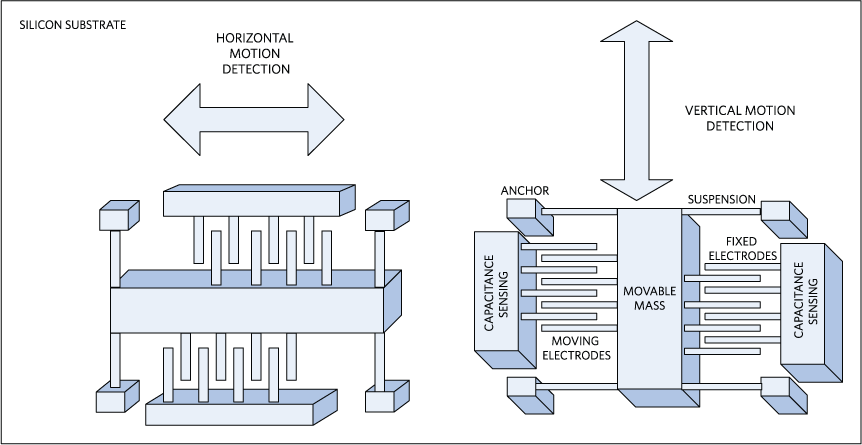 SILICON SUBSTRATE
HORIZONTAL
MOTION
DETECTION
VERTICAL MOTION
DETECTION
ANCHOR
SUSPENSION
FIXED
ELECTRODES
CAPACITANCE
SENSING
MOVABLE
MASS
CAPACITANCE
SENSING
MOVING
ELECTRODES